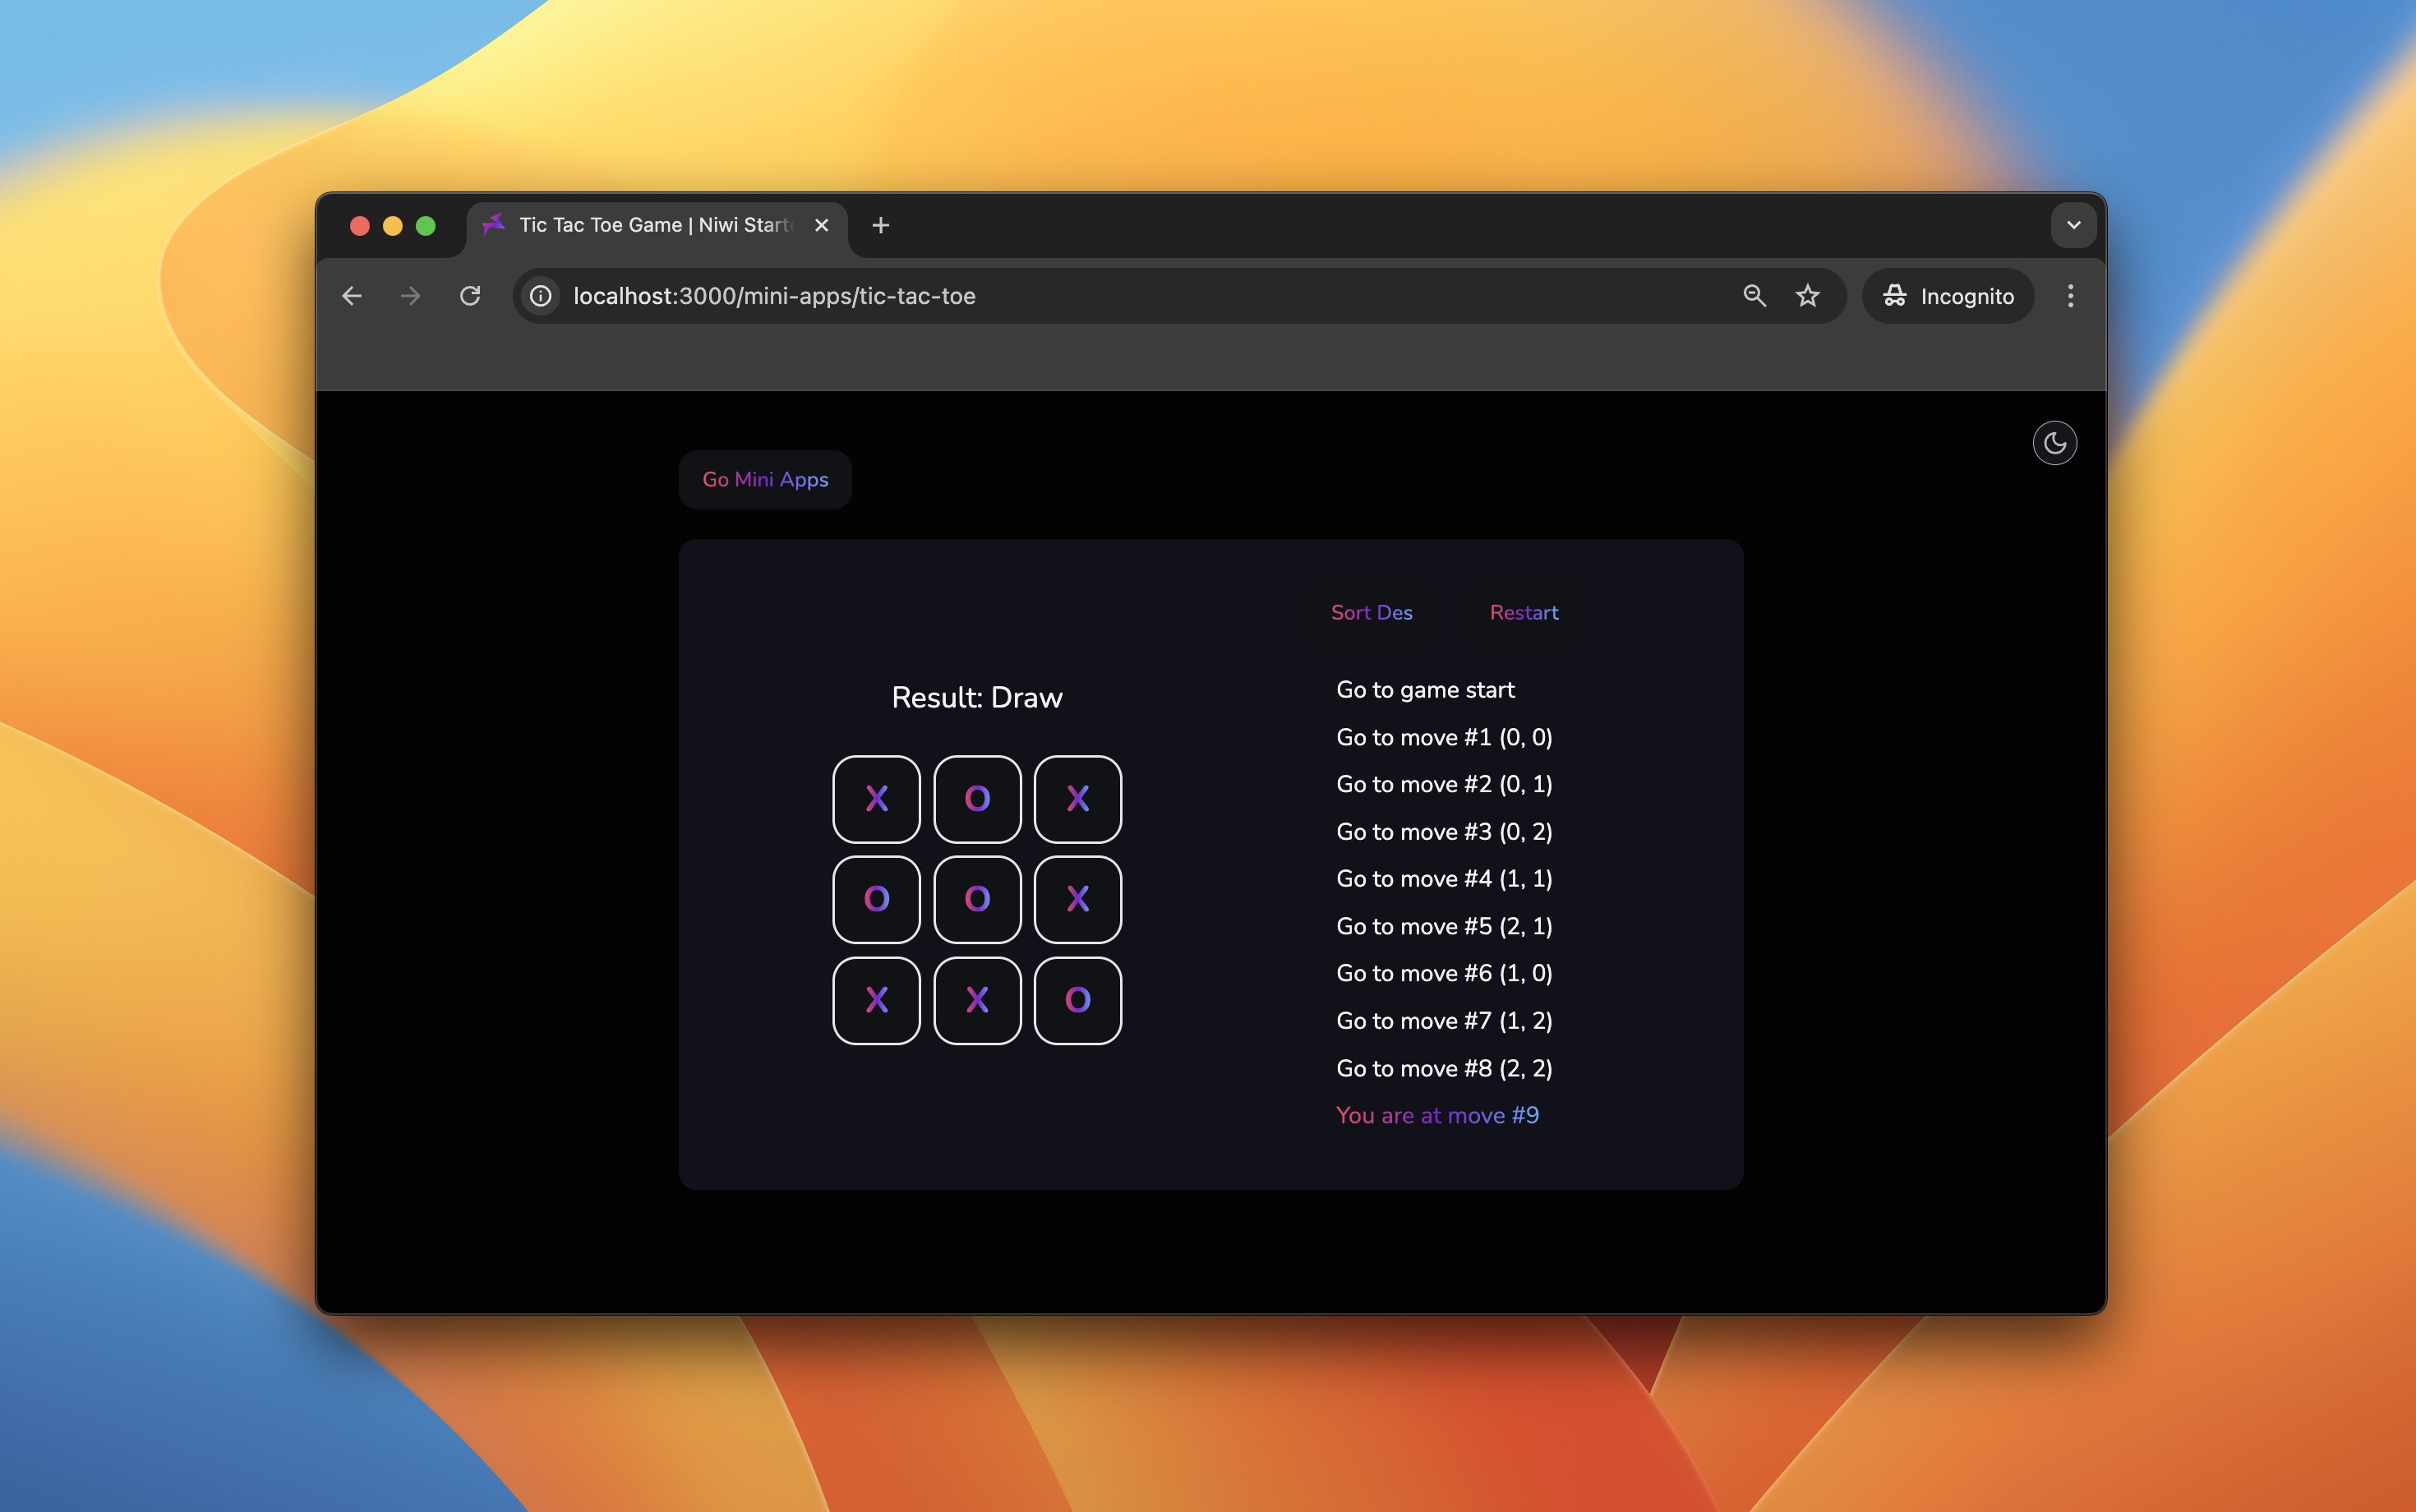 Tic Tac Toe Game | Niwi Start
localhost:3000/mini-apps/tic-tac-toe
Incognito
Go Mini Apps
Sort Des Restart
Result: Draw
X O X
O O X
X X O
Go to game start
Go to move #1 (0, 0)
Go to move #2 (0, 1)
Go to move #3 (0, 2)
Go to move #4 (1, 1)
Go to move #5 (2, 1)
Go to move #6 (1, 0)
Go to move #7 (1, 2)
Go to move #8 (2, 2)
You are at move #9